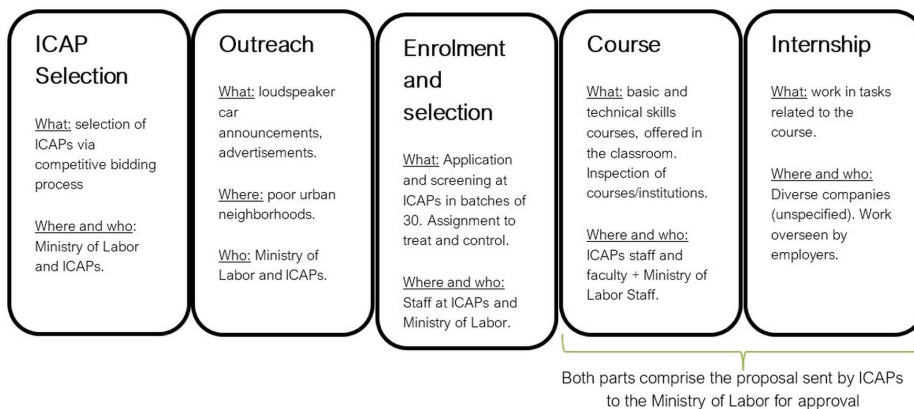 ICAP
Selection
What: selection of
ICAPs via
competitive bidding
process
Where and who:
Ministry of Labor
and ICAPs.
Outreach
What: loudspeaker
car
announcements,
advertisements.
Where: poor urban
neighborhoods.
Who: Ministry of
Labor and ICAPs.
Enrolment
and
selection
What: Application
and screening at
ICAPs in batches of
30. Assignment to
treat and control.
Where and who:
Staff at ICAPs and
Ministry of Labor.
Course
What: basic and
technical skills
courses, offered in
the classroom.
Inspection of
courses/institutions.
Where and who:
ICAPs staff and
faculty + Ministry of
Labor Staff.
Internship
What: work in tasks
related to the
course.
Where and who:
Diverse companies
(unspecified). Work
overseen by
employers.
Both parts comprise the proposal sent by ICAPs
to the Ministry of Labor for approval